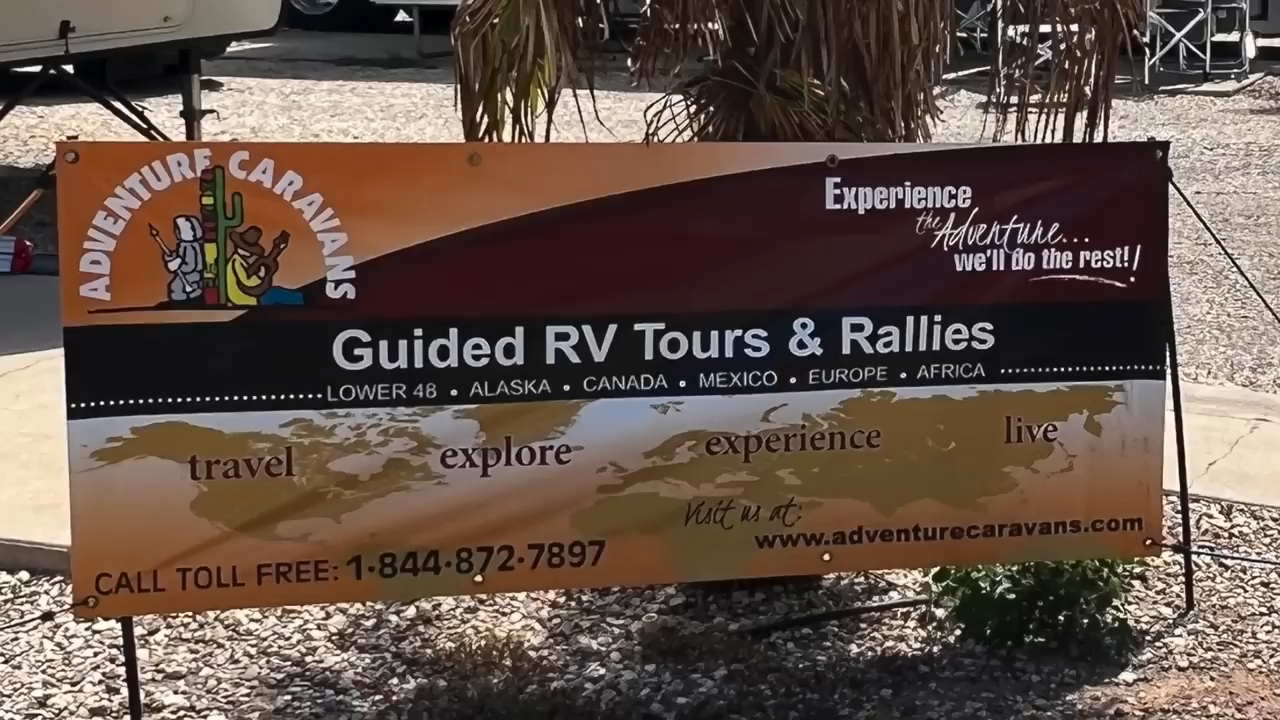 ADVENTURE CARAVANS
Experience
the Adventure...
we'll do the rest!
Guided RV Tours & Rallies
LOWER 48 • ALASKA • CANADA • MEXICO • EUROPE • AFRICA
travel explore experience live
Visit us at:
www.adventurecaravans.com
CALL TOLL FREE: 1·844·872·7897